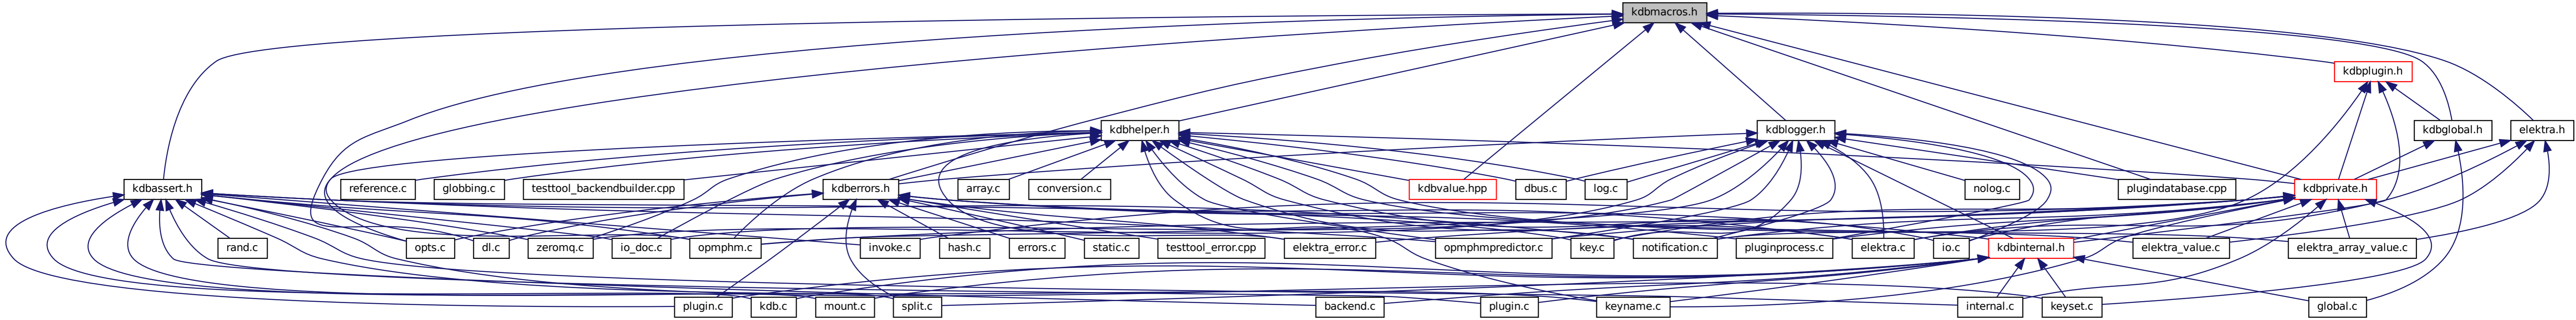 kdbmacros.h
kdbplugin.h
kdbhelper.h
kdblogger.h
kdbglobal.h
elektra.h
kdbassert.h
reference.c
globbing.c
testtool_backendbuilder.cpp
kdberrors.h
array.c
conversion.c
kdbvalue.hpp
dbus.c
log.c
nolog.c
plugindatabase.cpp
kdbprivate.h
rand.c
opts.c
dl.c
zeromq.c
io_doc.c
opmphm.c
invoke.c
hash.c
errors.c
static.c
testtool_error.cpp
elektra_error.c
opmphmpredictor.c
key.c
notification.c
pluginprocess.c
elektra.c
io.c
kdbinternal.h
elektra_value.c
elektra_array_value.c
plugin.c
kdb.c
mount.c
split.c
backend.c
plugin.c
keyname.c
internal.c
keyset.c
global.c